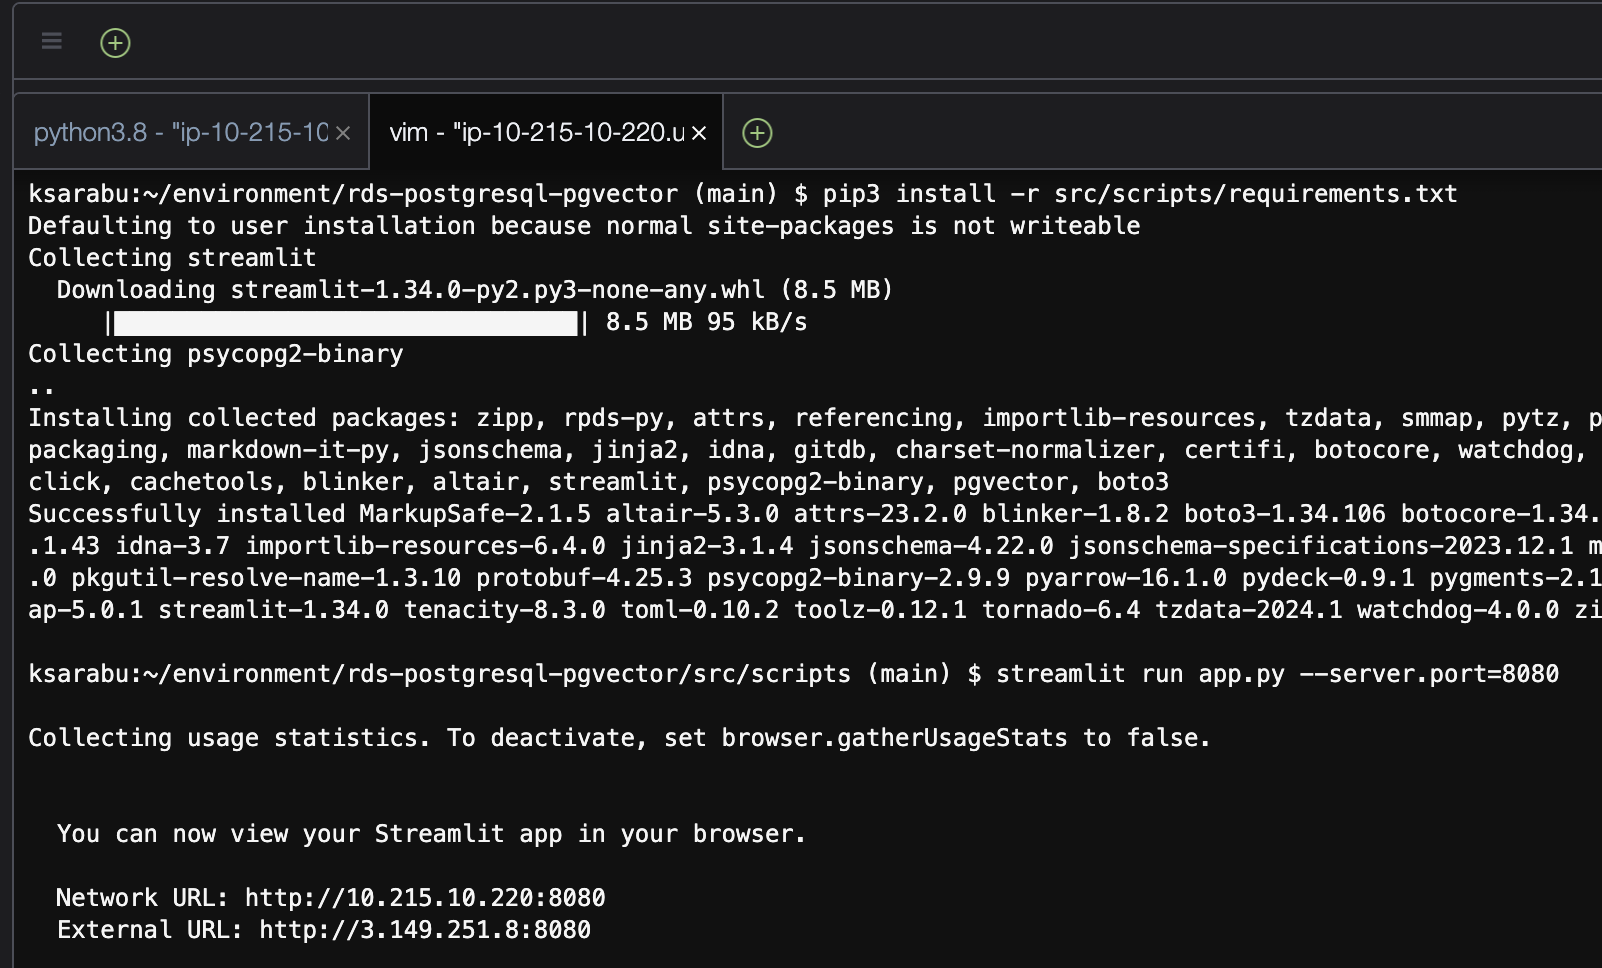 python3.8 - "ip-10-215-10
vim - "ip-10-215-10-220.u
ksarabu:~/environment/rds-postgresql-pgvector (main) $ pip3 install -r src/scripts/requirements.txt
Defaulting to user installation because normal site-packages is not writeable
Collecting streamlit
Downloading streamlit-1.34.0-py2.py3-none-any.whl (8.5 MB)
|████████████████████████████████| 8.5 MB 95 kB/s
Collecting psycopg2-binary
..
Installing collected packages: zipp, rpds-py, attrs, referencing, importlib-resources, tzdata, smmap, pytz, p
packaging, markdown-it-py, jsonschema, jinja2, idna, gitdb, charset-normalizer, certifi, botocore, watchdog,
click, cachetools, blinker, altair, streamlit, psycopg2-binary, pgvector, boto3
Successfully installed MarkupSafe-2.1.5 altair-5.3.0 attrs-23.2.0 blinker-1.8.2 boto3-1.34.106 botocore-1.34.
.1.43 idna-3.7 importlib-resources-6.4.0 jinja2-3.1.4 jsonschema-4.22.0 jsonschema-specifications-2023.12.1 m
.0 pkgutil-resolve-name-1.3.10 protobuf-4.25.3 psycopg2-binary-2.9.9 pyarrow-16.1.0 pydeck-0.9.1 pygments-2.1
ap-5.0.1 streamlit-1.34.0 tenacity-8.3.0 toml-0.10.2 toolz-0.12.1 tornado-6.4 tzdata-2024.1 watchdog-4.0.0 zi
ksarabu:~/environment/rds-postgresql-pgvector/src/scripts (main) $ streamlit run app.py --server.port=8080
Collecting usage statistics. To deactivate, set browser.gatherUsageStats to false.
You can now view your Streamlit app in your browser.
Network URL: http://10.215.10.220:8080
External URL: http://3.149.251.8:8080